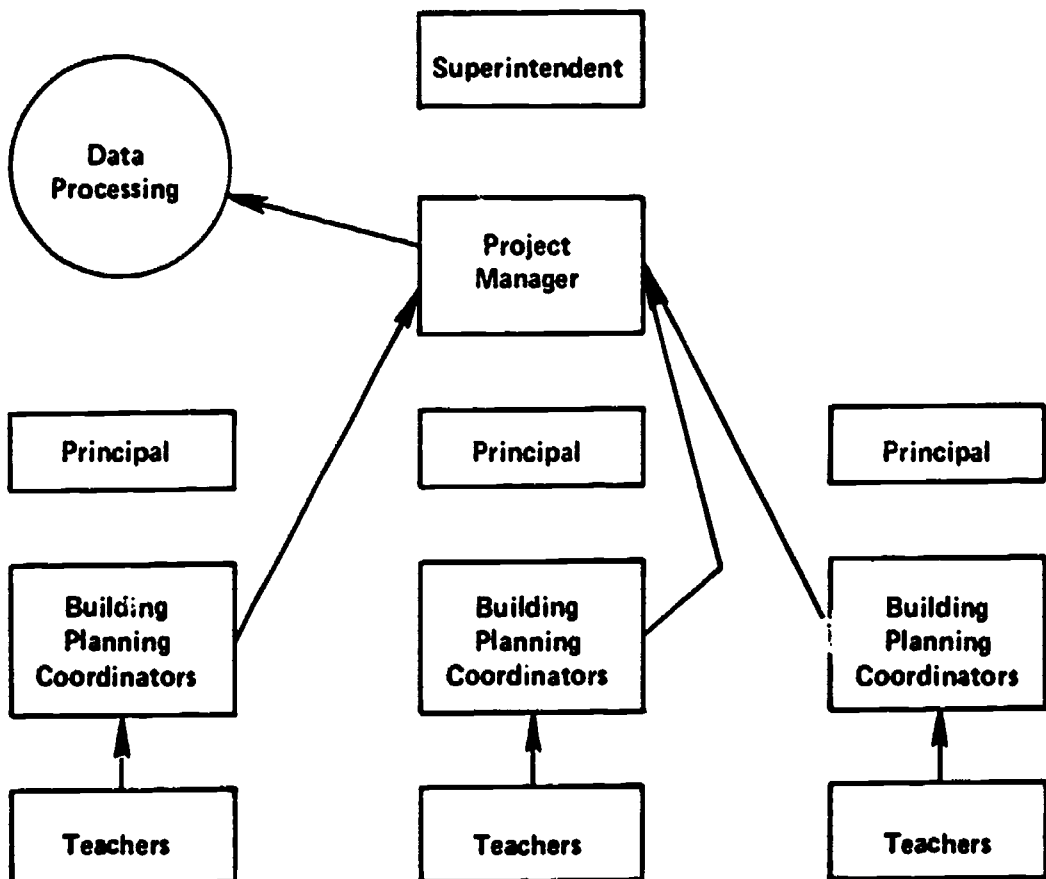 Superintendent
Data
Processing
Project
Manager
Principal
Principal
Principal
Building
Planning
Coordinators
Building
Planning
Coordinators
Building
Planning
Coordinators
Teachers
Teachers
Teachers